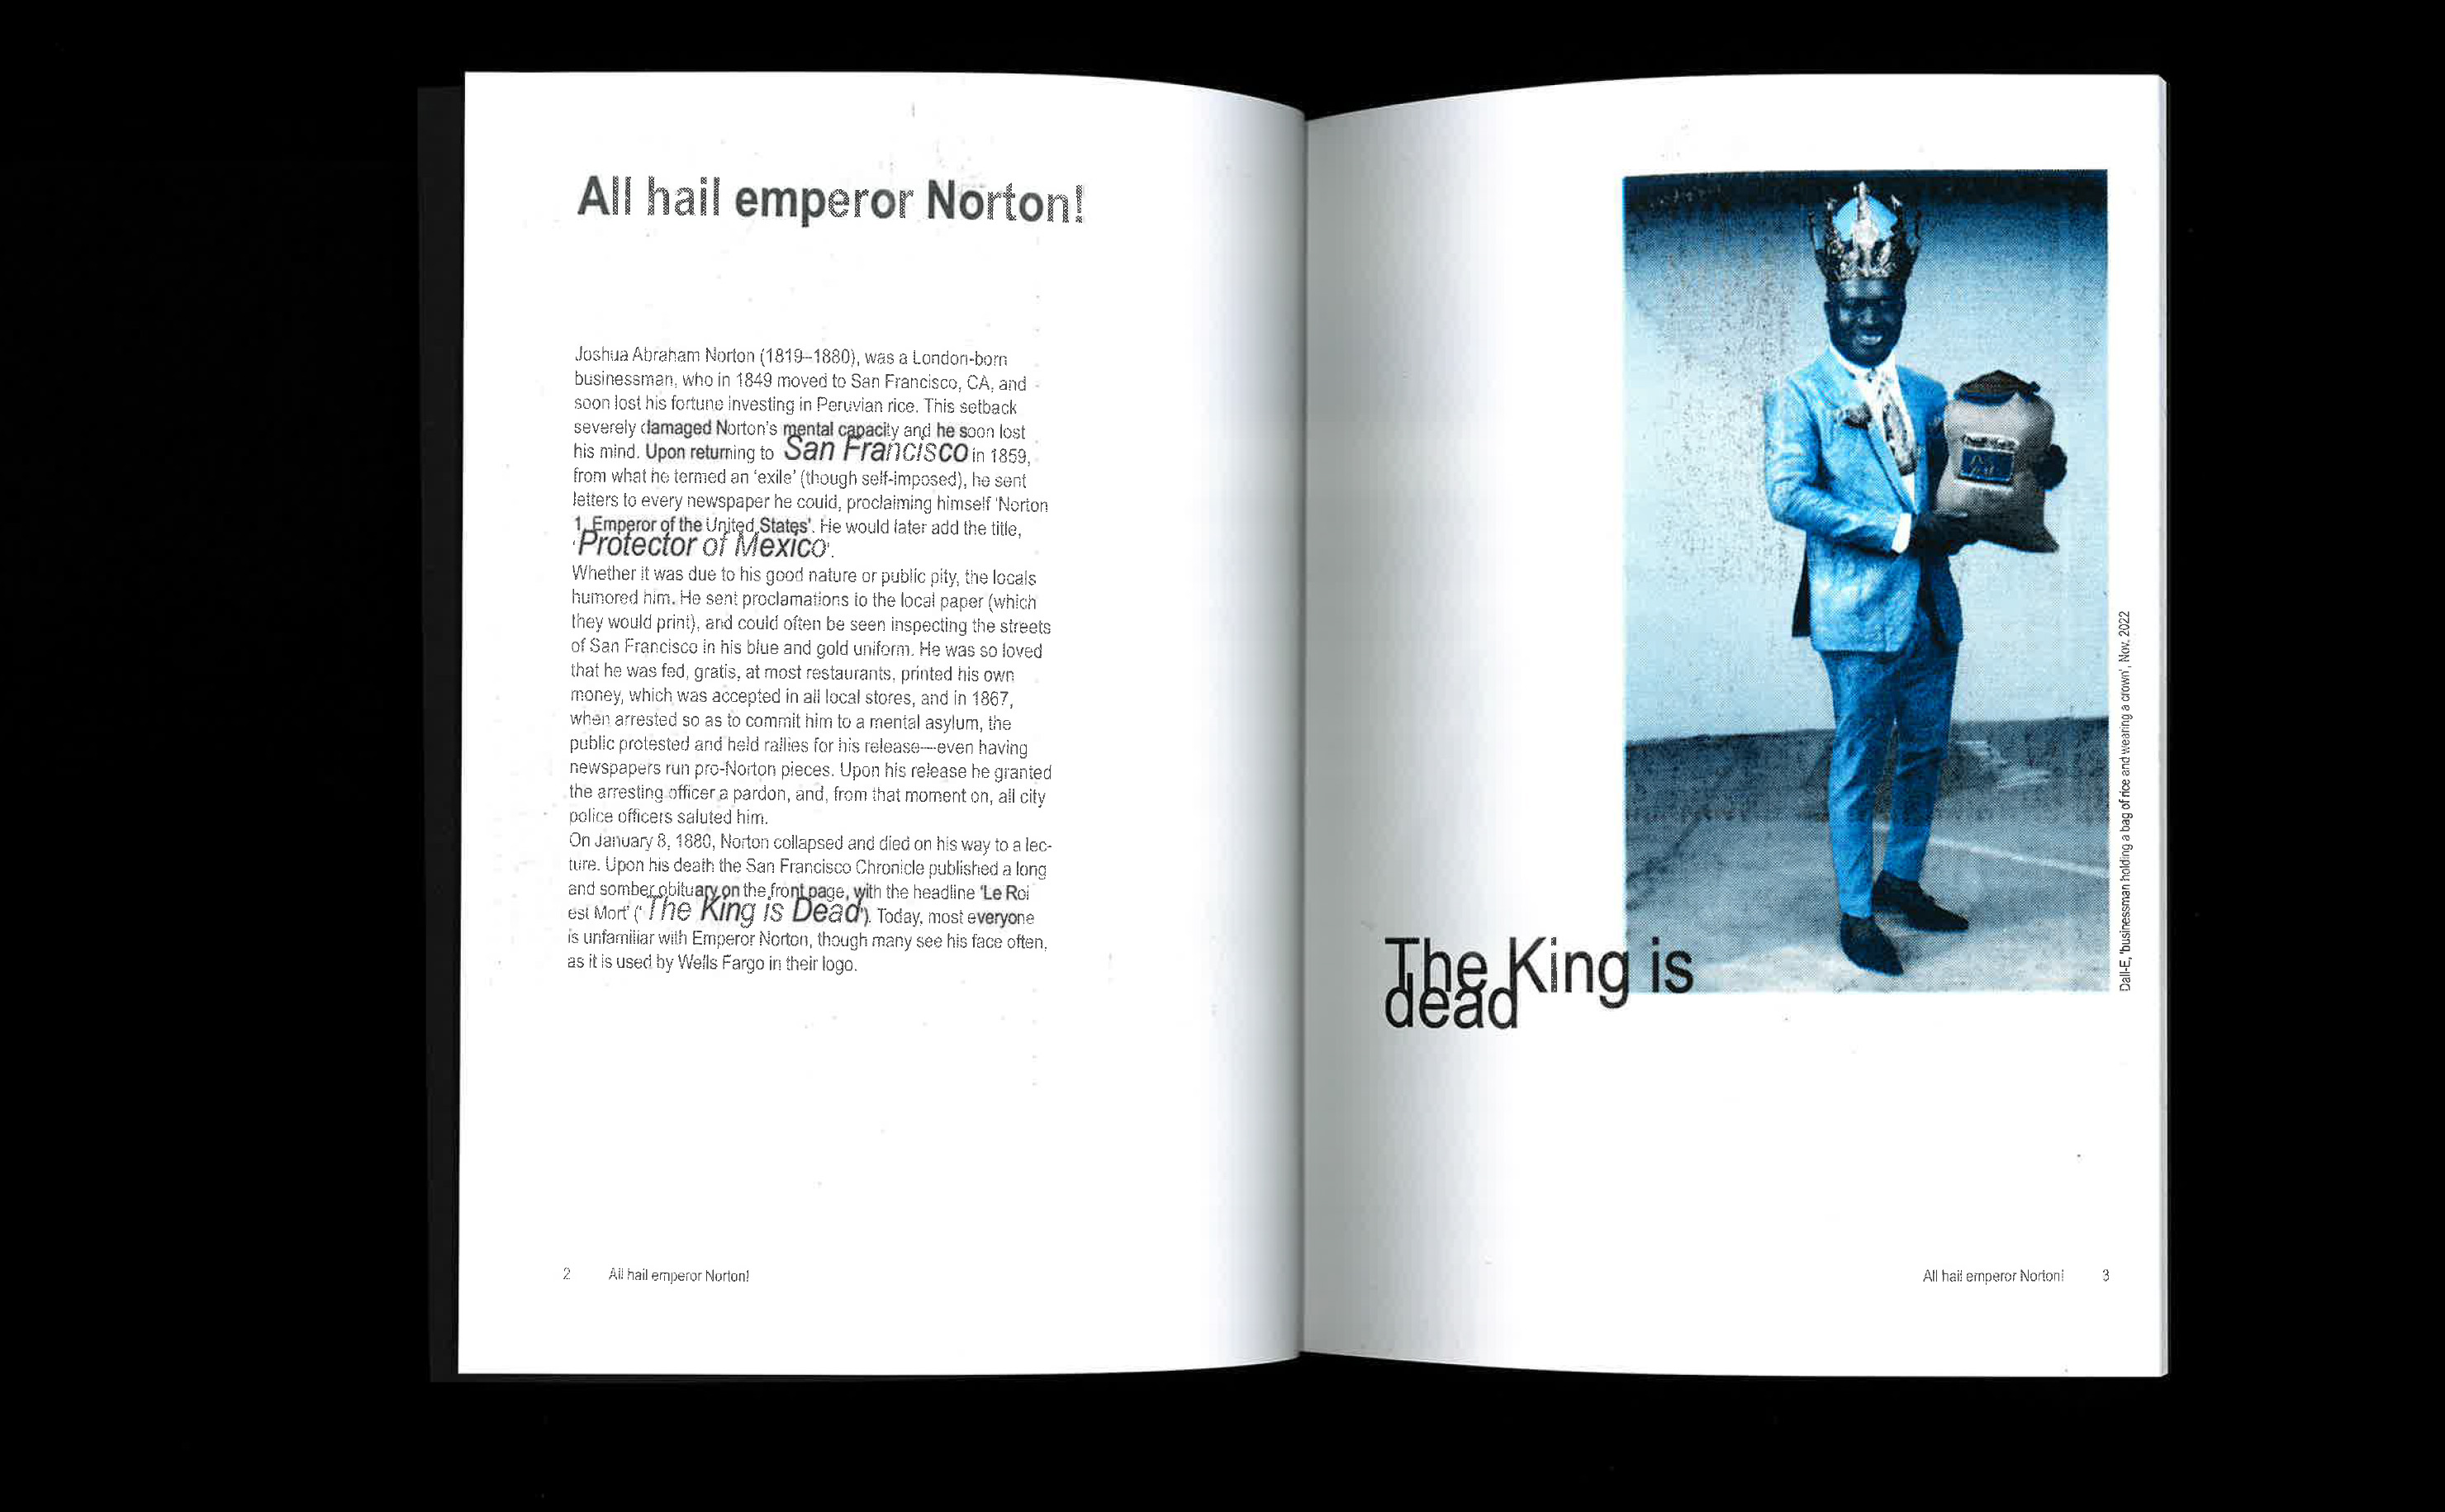 All hail emperor Norton!
Joshua Abraham Norton (1819–1880), was a London-born
businessman, who in 1849 moved to San Francisco, CA, and
soon lost his fortune investing in Peruvian rice. This setback
severely damaged Norton's mental capacity and he soon lost
his mind. Upon returning to San Francisco in 1859,
from what he termed an 'exile' (though self-imposed), he sent
letters to every newspaper he could, proclaiming himself 'Norton
1, Emperor of the United States'. He would later add the title,
'Protector of Mexico'.
Whether it was due to his good nature or public pity, the locals
humored him. He sent proclamations to the local paper (which
they would print), and could often be seen inspecting the streets
of San Francisco in his blue and gold uniform. He was so loved
that he was fed, gratis, at most restaurants, printed his own
money, which was accepted in all local stores, and in 1867,
when arrested so as to commit him to a mental asylum, the
public protested and held rallies for his release—even having
newspapers run pro-Norton pieces. Upon his release he granted
the arresting officer a pardon, and, from that moment on, all city
police officers saluted him.
On January 8, 1880, Norton collapsed and died on his way to a lec-
ture. Upon his death the San Francisco Chronicle published a long
and somber obituary on the front page, with the headline 'Le Roi
est Mort' ('The King is Dead'). Today, most everyone
is unfamiliar with Emperor Norton, though many see his face often,
as it is used by Wells Fargo in their logo.
2 All hail emperor Norton!
The King is
dead
Dall-E, 'businessman holding a bag of rice and wearing a crown', Nov. 2022
All hail emperor Norton! 3